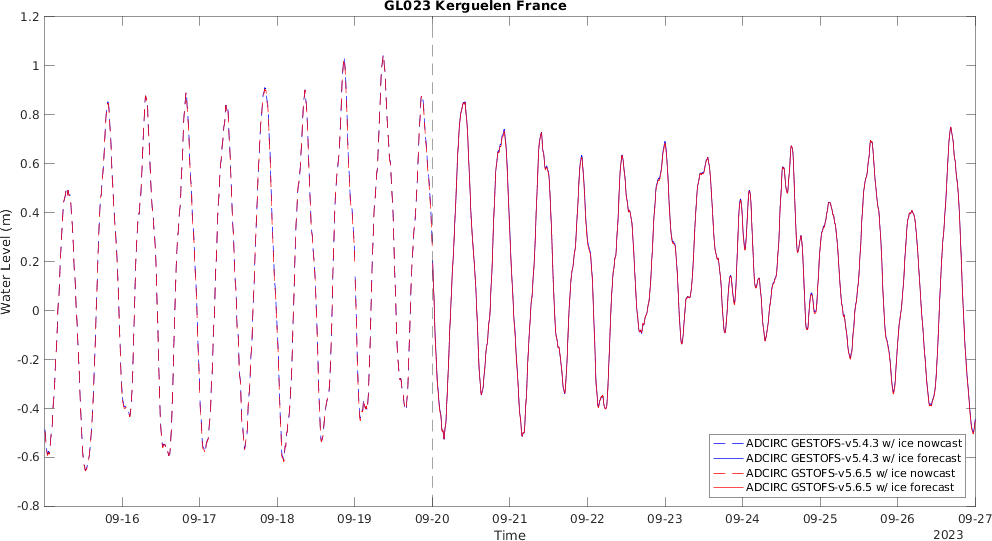 GL023 Kerguelen France
1.2
1
0.8
0.6
0.4
0.2
0
-0.2
-0.4
-0.6
-0.8
Water Level (m)
ADCIRC GESTOFS-v5.4.3 w/ ice nowcast
ADCIRC GESTOFS-v5.4.3 w/ ice forecast
ADCIRC GSTOFS-v5.6.5 w/ ice nowcast
ADCIRC GSTOFS-v5.6.5 w/ ice forecast
09-16 09-17 09-18 09-19 09-20 09-21 09-22 09-23 09-24 09-25 09-26 09-27
Time
2023